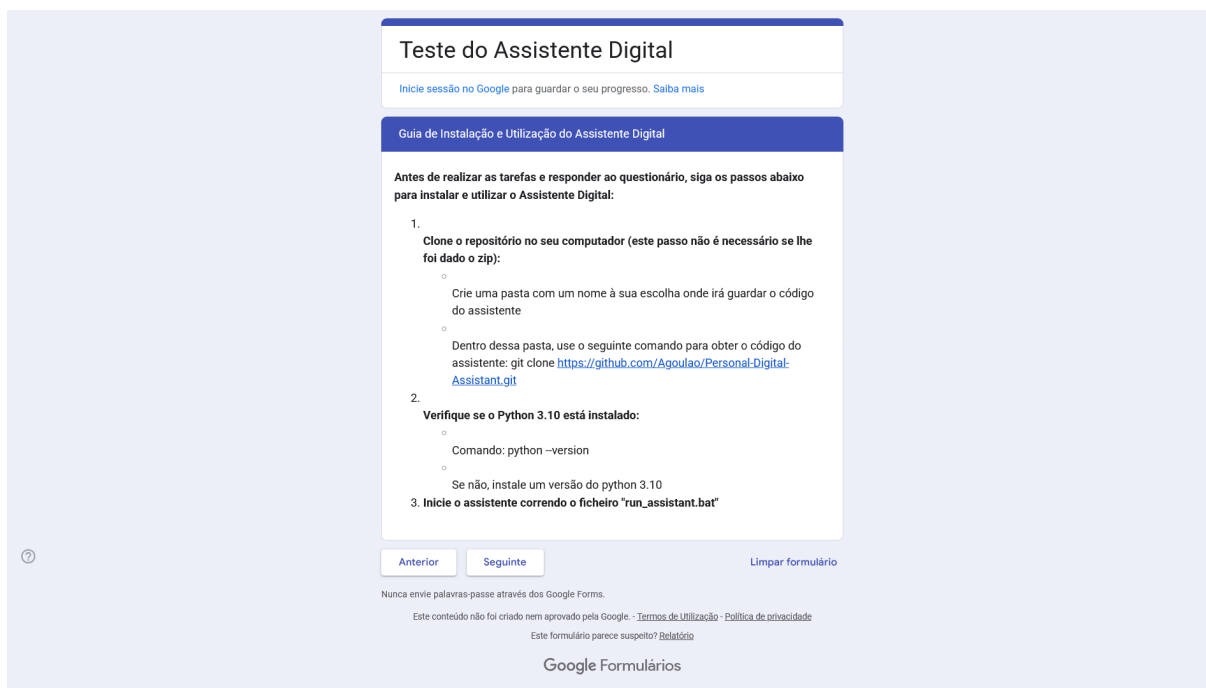 Teste do Assistente Digital
Inicie sessão no Google para guardar o seu progresso. Saiba mais
Guia de Instalação e Utilização do Assistente Digital
Antes de realizar as tarefas e responder ao questionário, siga os passos abaixo
para instalar e utilizar o Assistente Digital:
1.
Clone o repositório no seu computador (este passo não é necessário se lhe
foi dado o zip):
○
Crie uma pasta com um nome à sua escolha onde irá guardar o código
do assistente
○
Dentro dessa pasta, use o seguinte comando para obter o código do
assistente: git clone https://github.com/Agoulao/Personal-Digital-
Assistant.git
2.
Verifique se o Python 3.10 está instalado:
○
Comando: python –version
○
Se não, instale um versão do python 3.10
3. Inicie o assistente correndo o ficheiro "run_assistant.bat"
?
Anterior Seguinte Limpar formulário
Nunca envie palavras-passe através dos Google Forms.
Este conteúdo não foi criado nem aprovado pela Google. - Termos de Utilização - Política de privacidade
Este formulário parece suspeito? Relatório
Google Formulários